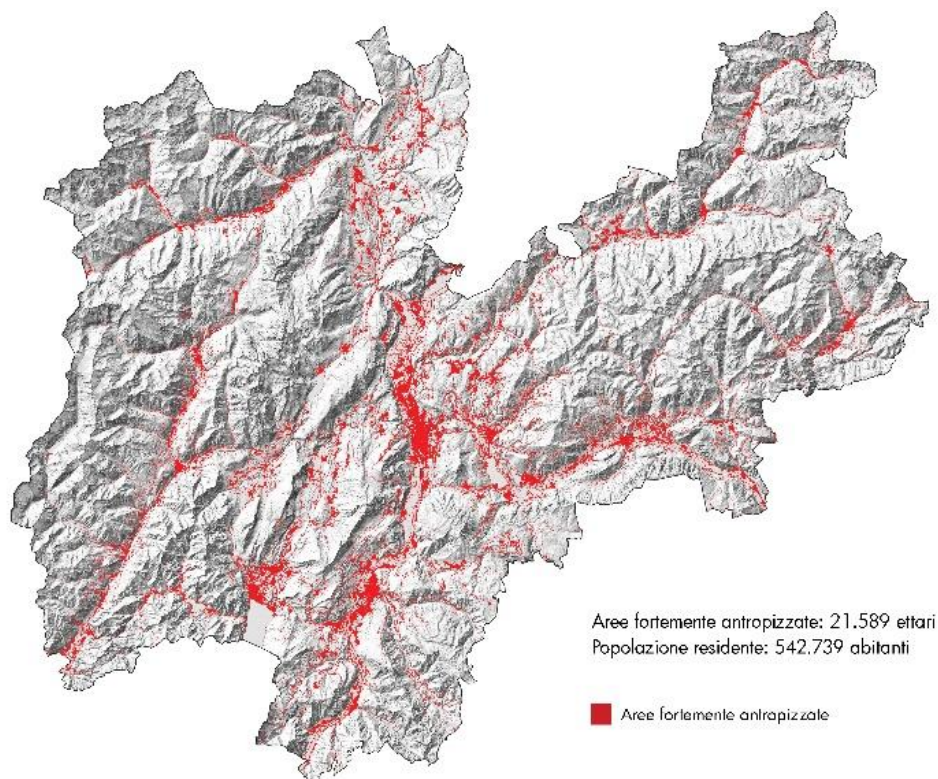 Aree fortemente antropizzate: 21.589 ettari
Popolazione residente: 542.739 abitanti
Aree fortemente antropizzate